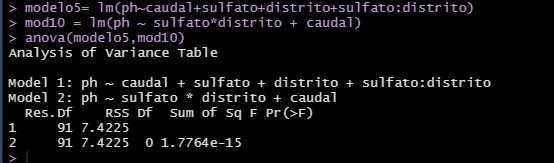 > modelo5= lm(ph~caudal+sulfato+distrito+sulfato:distrito)
> mod10 = lm(ph ~ sulfato*distrito + caudal)
> anova(modelo5,mod10)
Analysis of Variance Table
Model 1: ph ~ caudal + sulfato + distrito + sulfato:distrito
Model 2: ph ~ sulfato * distrito + caudal
  Res.Df    RSS Df  Sum of Sq F Pr(>F)
1     91 7.4225
2     91 7.4225  0 1.7764e-15
>